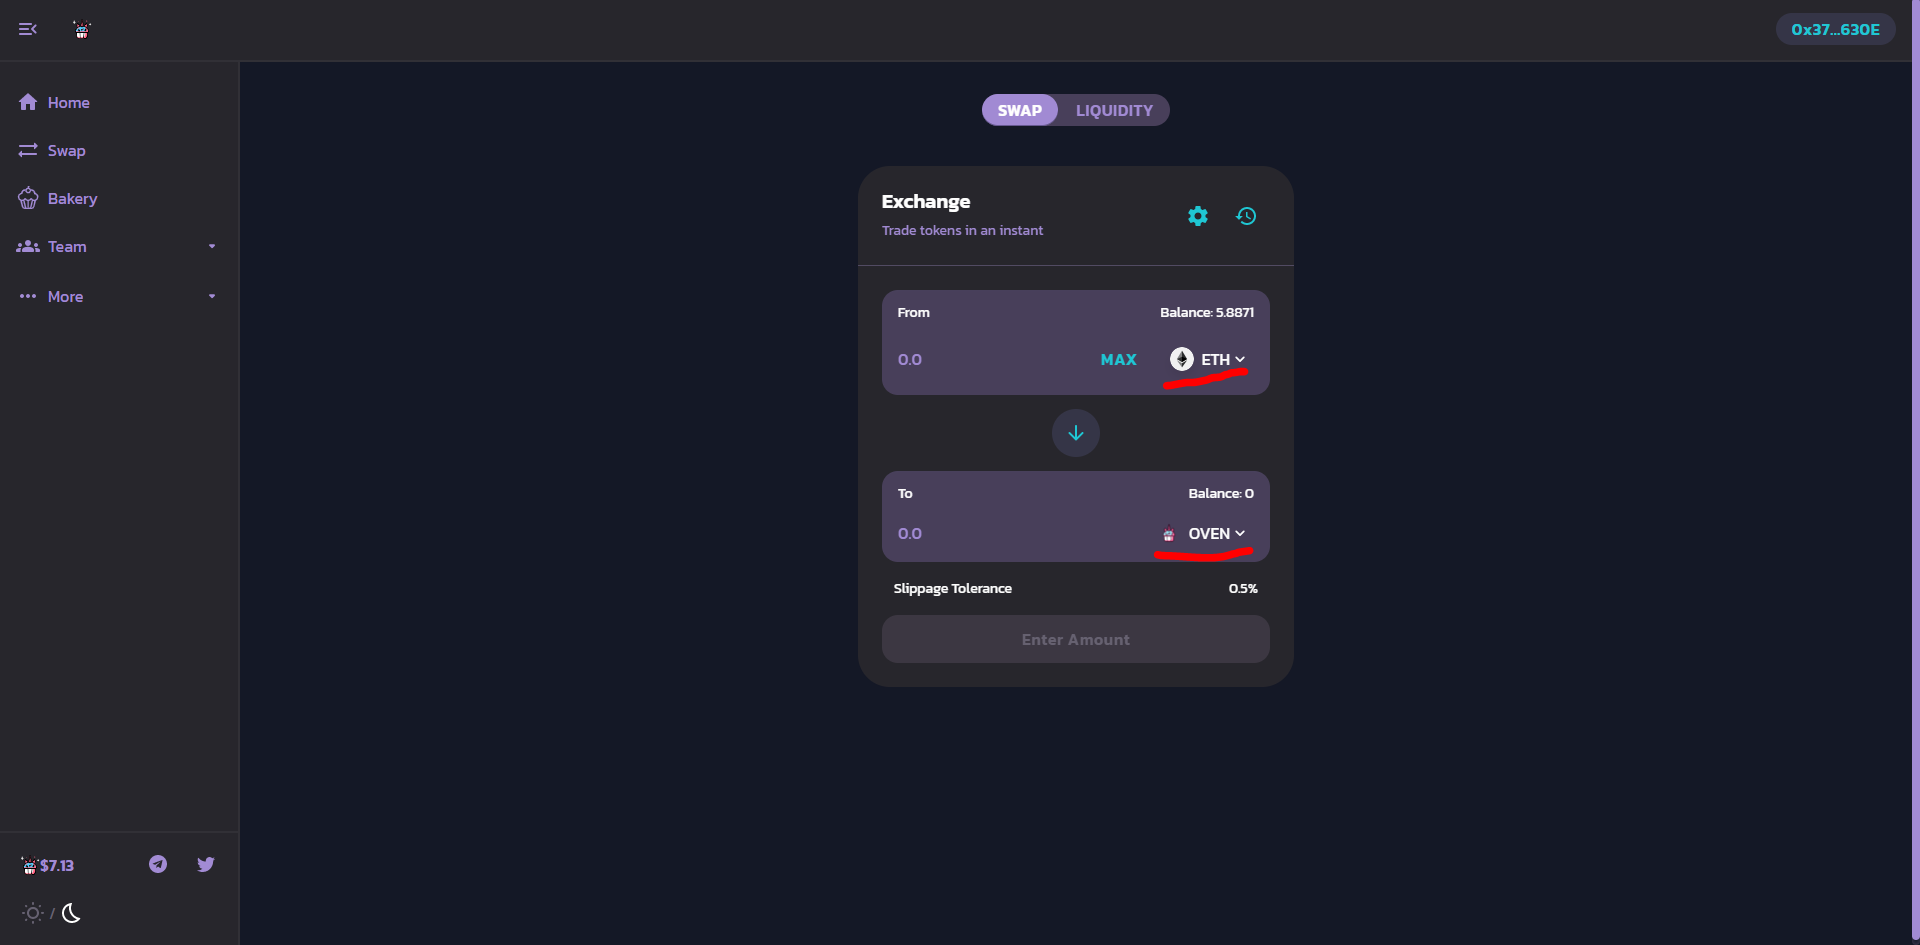 0x37...630E
Home
Swap
Bakery
Team
More
SWAP LIQUIDITY
Exchange
Trade tokens in an instant
From Balance: 5.8871
0.0 MAX ETH
To Balance: 0
0.0 OVEN
Slippage Tolerance 0.5%
Enter Amount
$7.13
/